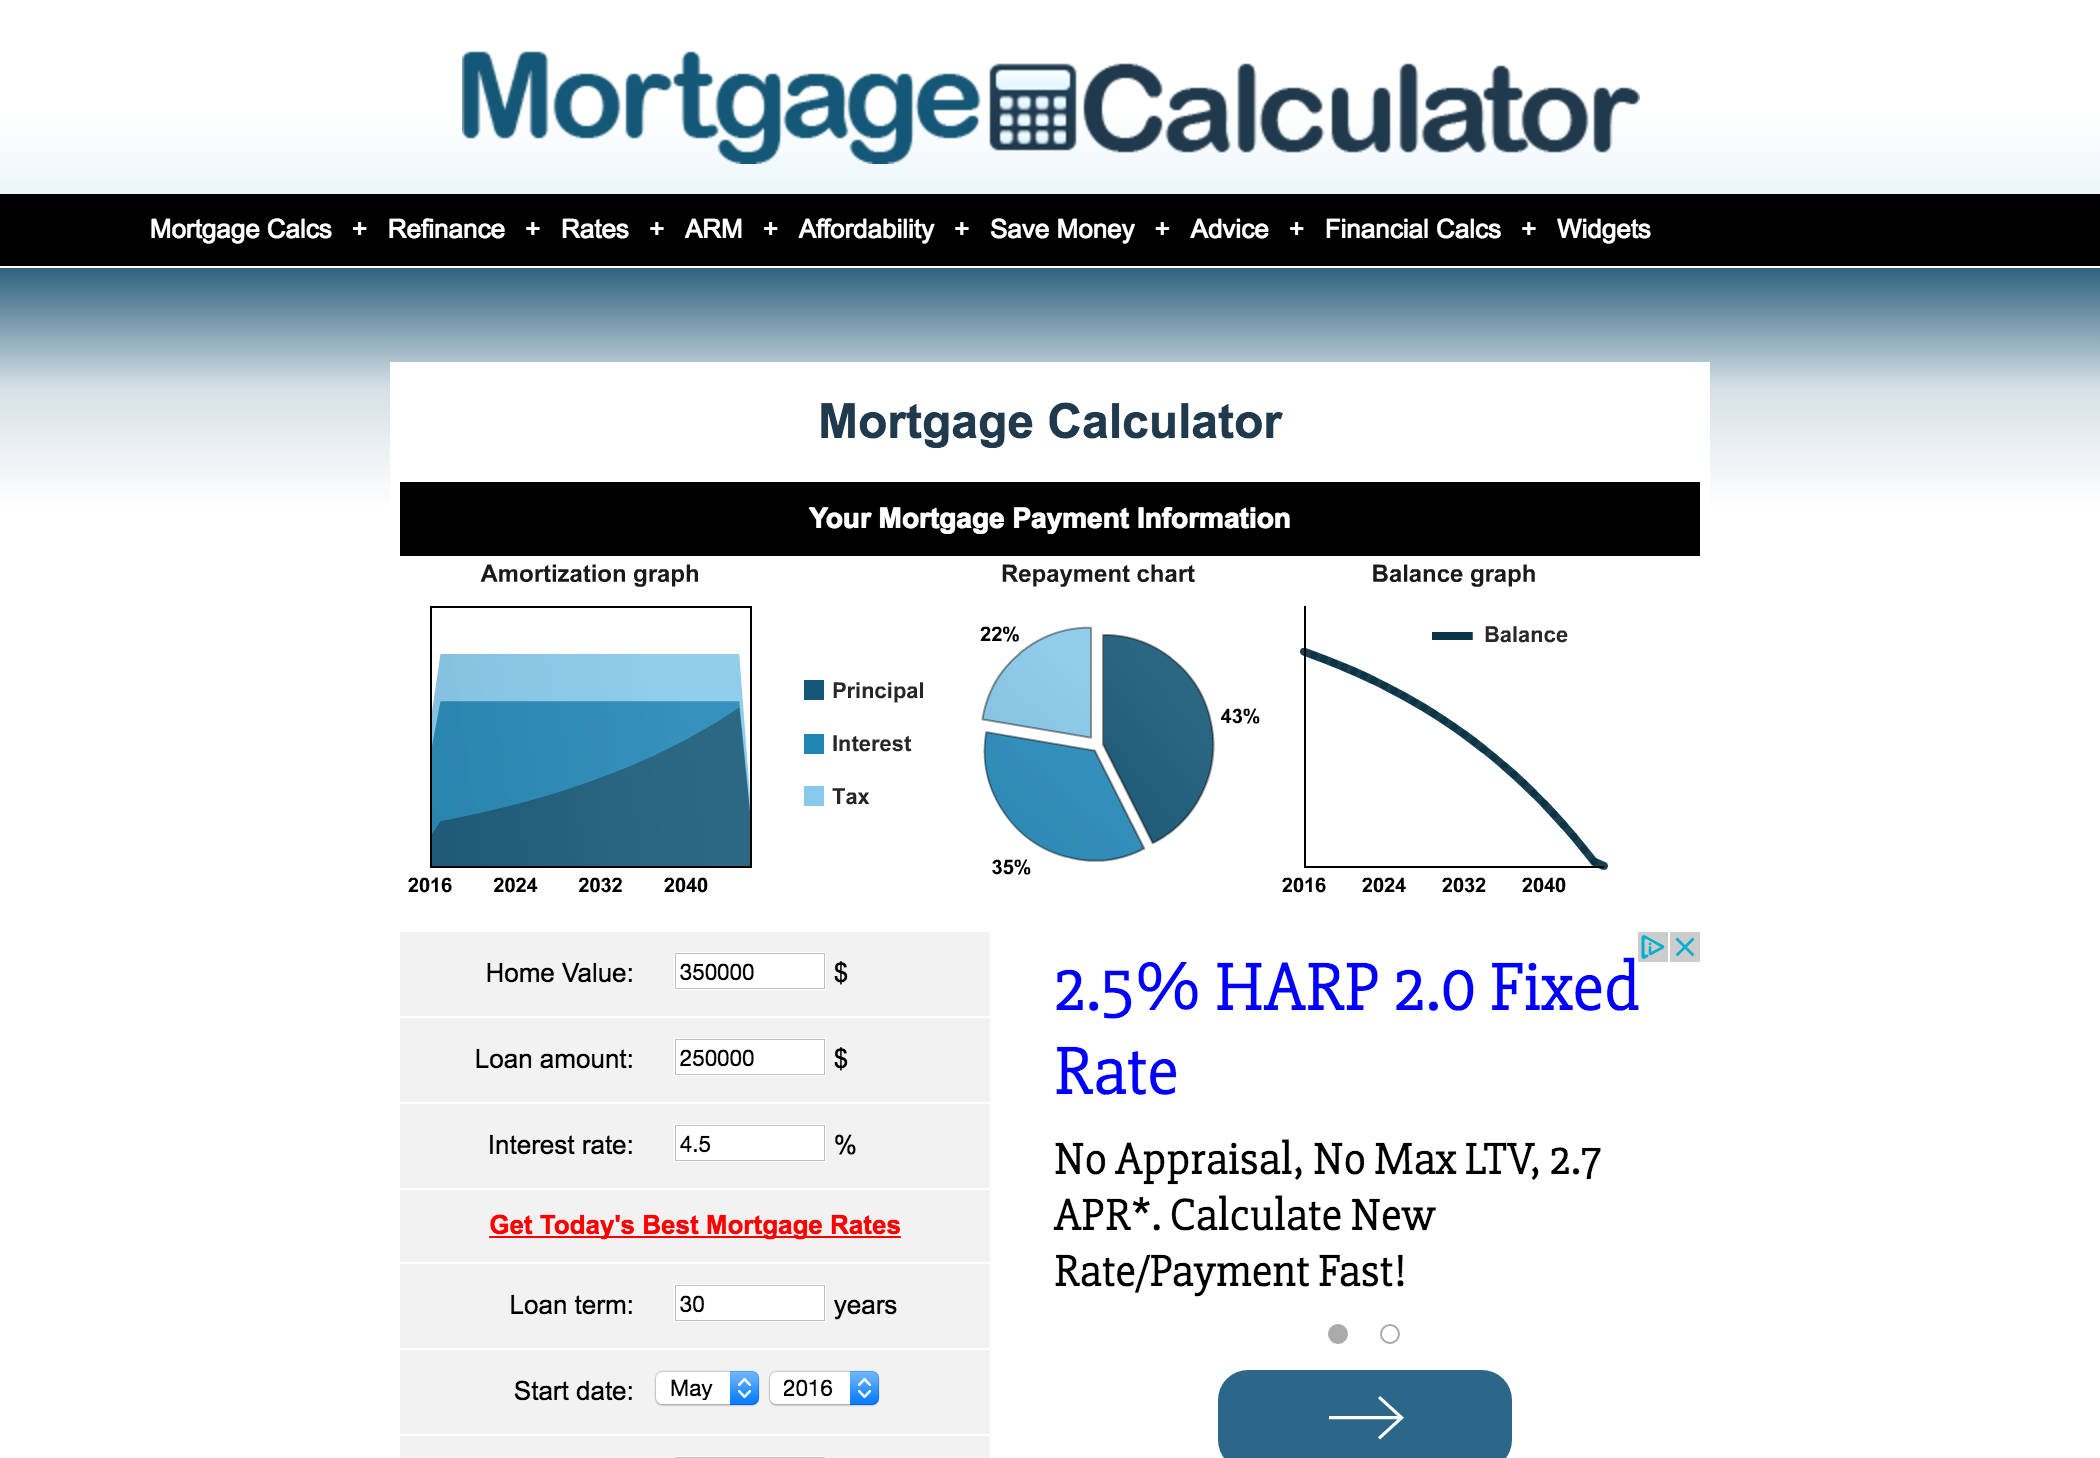 Mortgage Calculator
Mortgage Calcs + Refinance + Rates + ARM + Affordability + Save Money + Advice + Financial Calcs + Widgets
Mortgage Calculator
Your Mortgage Payment Information
Amortization graph
2016 2024 2032 2040
Principal
Interest
Tax
Repayment chart
22%
43%
35%
Balance graph
Balance
2016 2024 2032 2040
Home Value: 350000 $
Loan amount: 250000 $
Interest rate: 4.5 %
Get Today's Best Mortgage Rates
Loan term: 30 years
Start date: May 2016
2.5% HARP 2.0 Fixed
Rate
No Appraisal, No Max LTV, 2.7
APR*. Calculate New
Rate/Payment Fast!